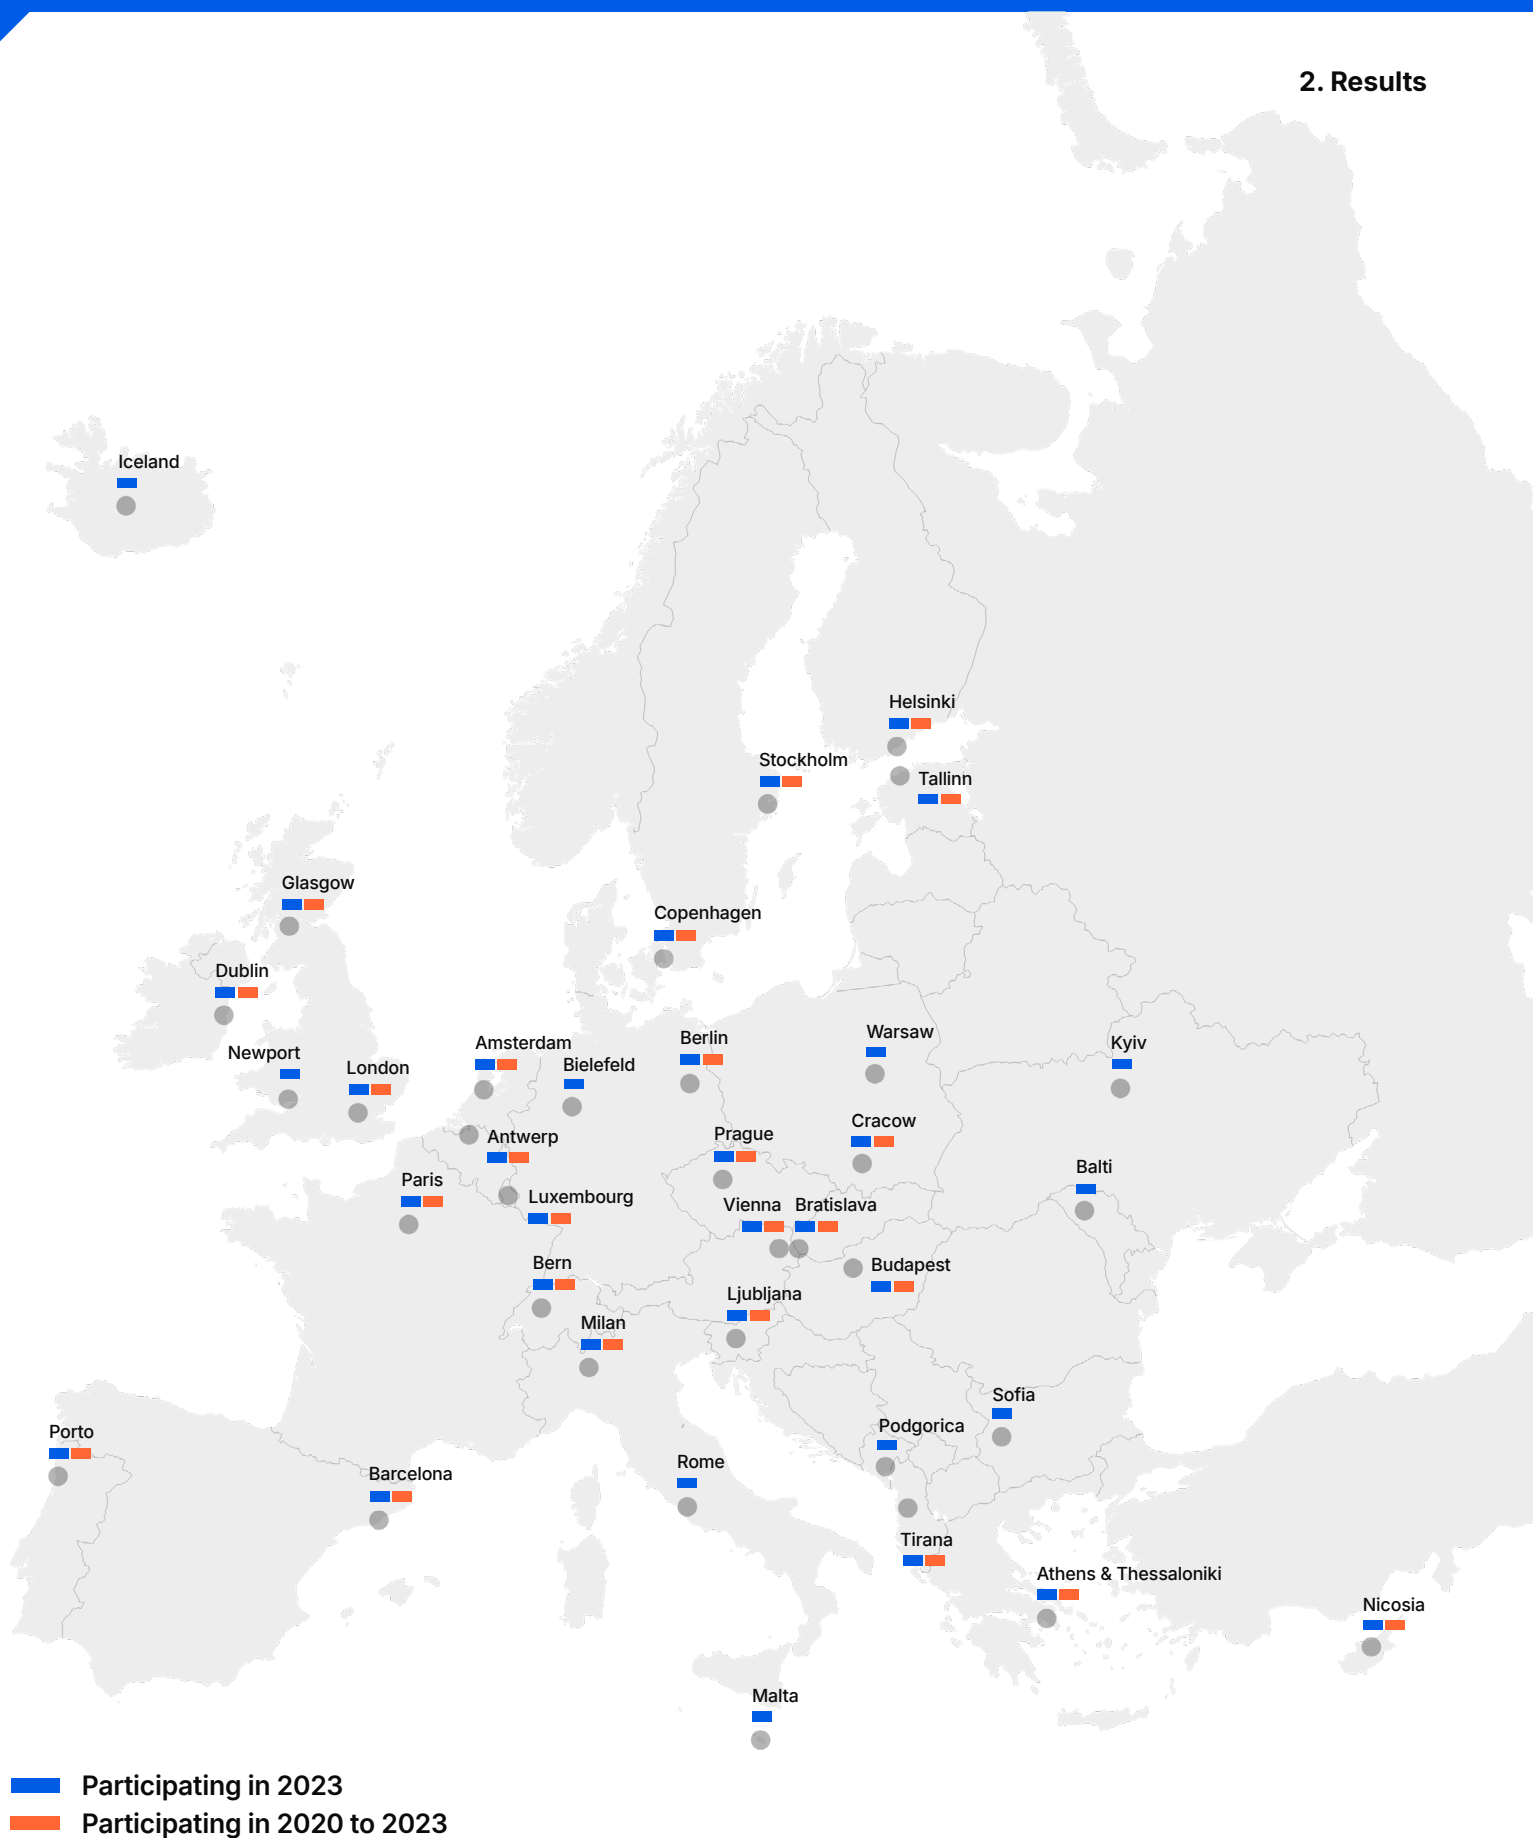 2. Results
Iceland
Helsinki
Stockholm
Tallinn
Glasgow
Copenhagen
Dublin
Warsaw
Berlin
Amsterdam
Kyiv
Newport
Bielefeld
London
Cracow
Prague
Antwerp
Balti
Paris
Luxembourg
Vienna
Bratislava
Bern
Budapest
Ljubljana
Milan
Sofia
Podgorica
Porto
Rome
Barcelona
Tirana
Athens & Thessaloniki
Nicosia
Malta
Participating in 2023
Participating in 2020 to 2023